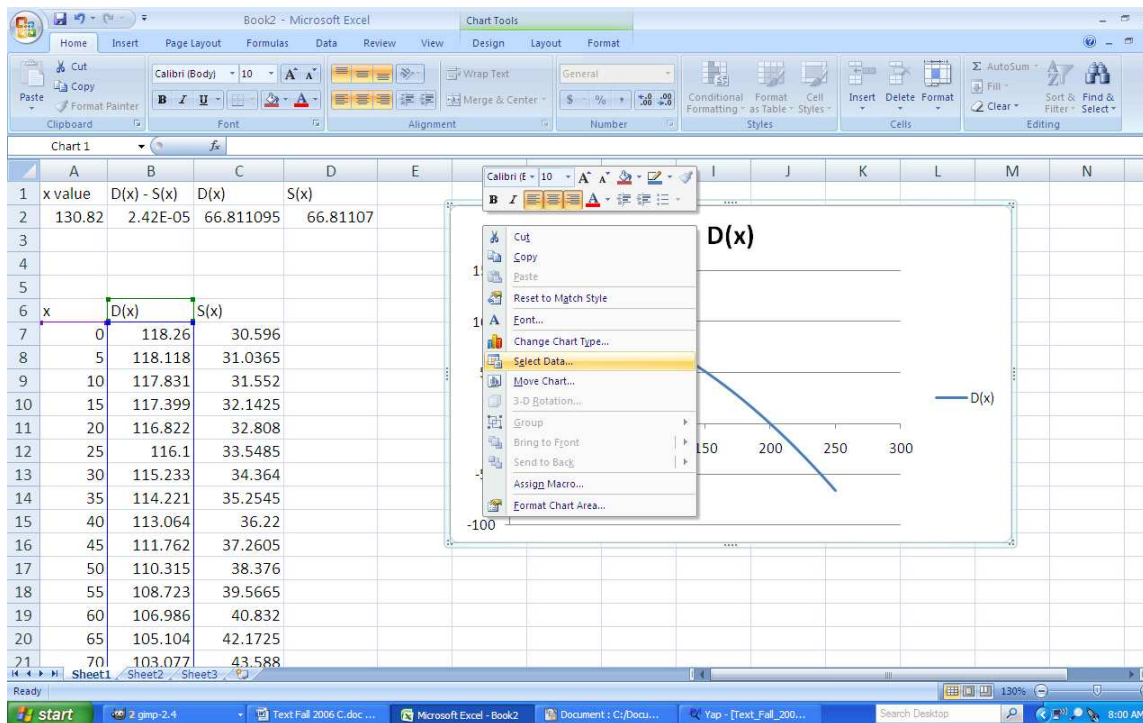 Book2 - Microsoft Excel Chart Tools
Home Insert Page Layout Formulas Data Review View Design Layout Format
Paste Cut Copy Format Painter
Calibri (Body) 10 A A
B I U A
Wrap Text
Merge & Center
General
$ % , .0 .00 .00 .0
Conditional Formatting Format as Table Cell Styles
Insert Delete Format
Σ AutoSum Fill Clear
Sort & Filter Find & Select
Clipboard Font Alignment Number Styles Cells Editing
Chart 1 fx
A B C D E I J K L M N
1 x value D(x) - S(x) D(x) S(x)
2 130.82 2.42E-05 66.811095 66.81107
3
4
5
6 x D(x) S(x)
7 0 118.26 30.596
8 5 118.118 31.0365
9 10 117.831 31.552
10 15 117.399 32.1425
11 20 116.822 32.808
12 25 116.1 33.5485
13 30 115.233 34.364
14 35 114.221 35.2545
15 40 113.064 36.22
16 45 111.762 37.2605
17 50 110.315 38.376
18 55 108.723 39.5665
19 60 106.986 40.832
20 65 105.104 42.1725
21 70 103.077 43.588
Calibri (E 10 A A
B I A
Cut
Copy
Paste
Reset to Match Style
Font...
Change Chart Type...
Select Data...
Move Chart...
3-D Rotation...
Group
Bring to Front
Send to Back
Assign Macro...
Format Chart Area...
D(x)
D(x)
200 250 300
-100
Sheet1 Sheet2 Sheet3
Ready 130%
start 2 gimp-2.4 Text Fall 2006 C.doc ... Microsoft Excel - Book2 Document : C:/Docu... Yap - [Text_Fall_200... Search Desktop 8:00 AM